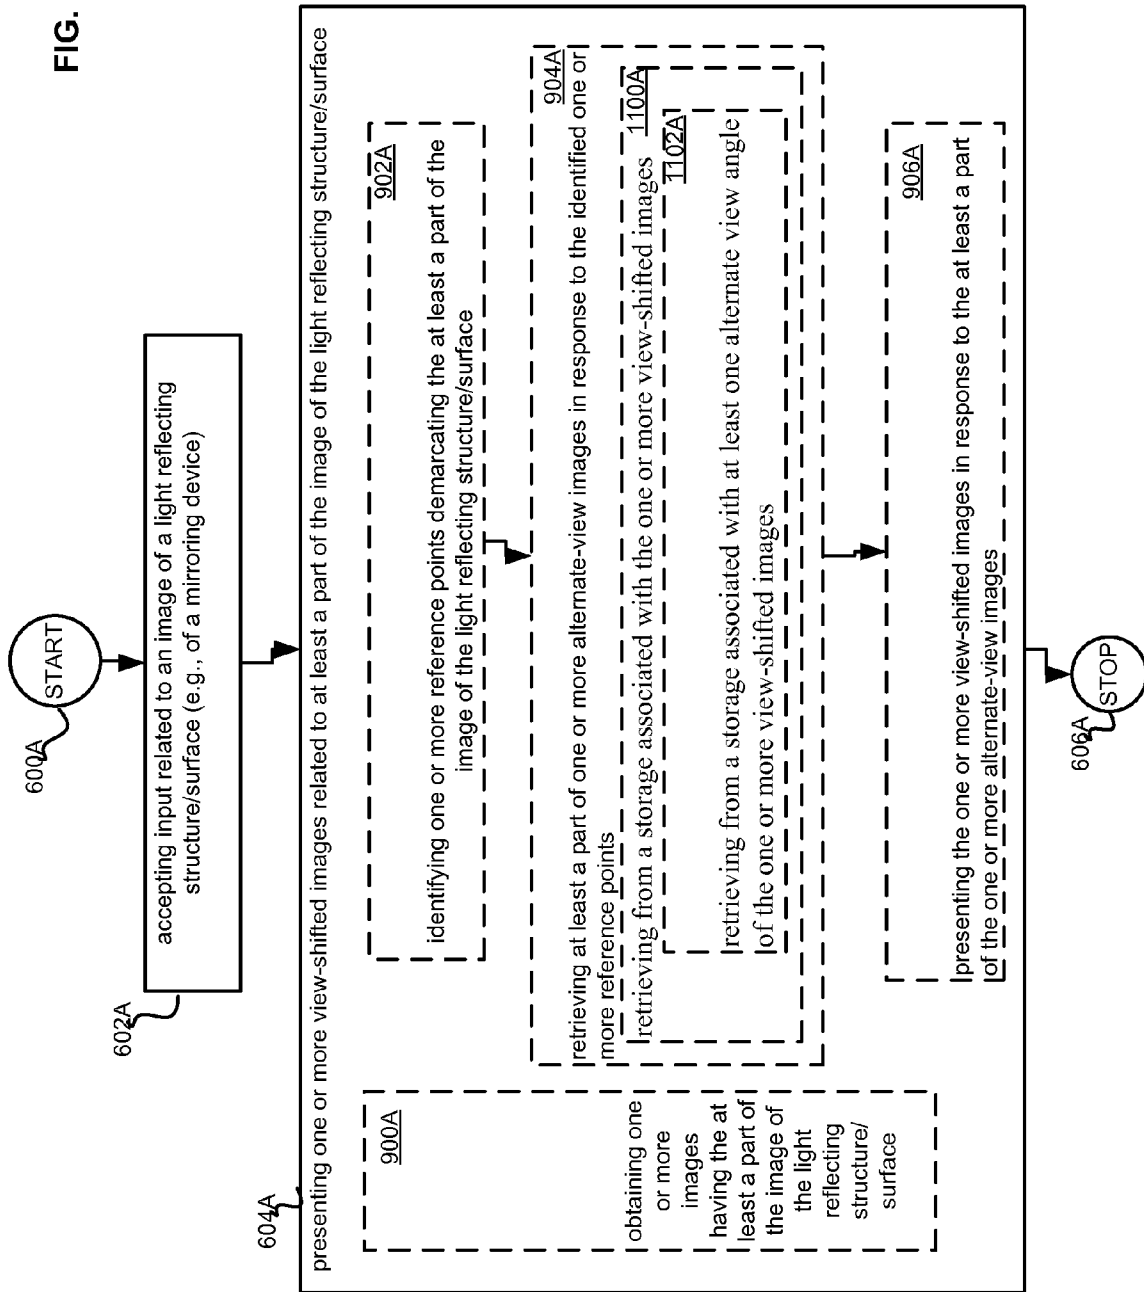 FIG.
START
600A
602A
accepting input related to an image of a light reflecting
structure/surface (e.g., of a mirroring device)
604A
presenting one or more view-shifted images related to at least a part of the image of the light reflecting structure/surface
900A
obtaining one
or more
images
having the at
least a part of
the image of
the light
reflecting
structure/
surface
902A
identifying one or more reference points demarcating the at least a part of the
image of the light reflecting structure/surface
904A
retrieving at least a part of one or more alternate-view images in response to the identified one or
more reference points
1100A
retrieving from a storage associated with the one or more view-shifted images
1102A
retrieving from a storage associated with at least one alternate view angle
of the one or more view-shifted images
906A
presenting the one or more view-shifted images in response to the at least a part
of the one or more alternate-view images
STOP
606A